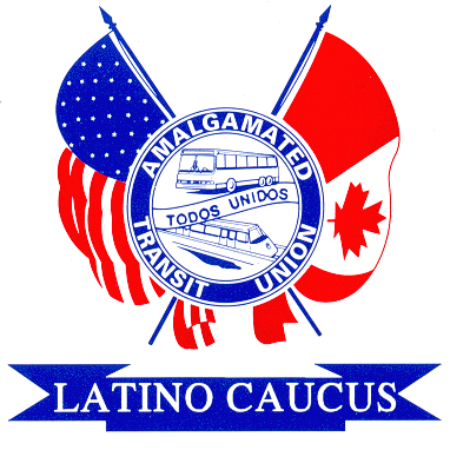 AMALGAMATED
TODOS UNIDOS
TRANSIT UNION
LATINO CAUCUS